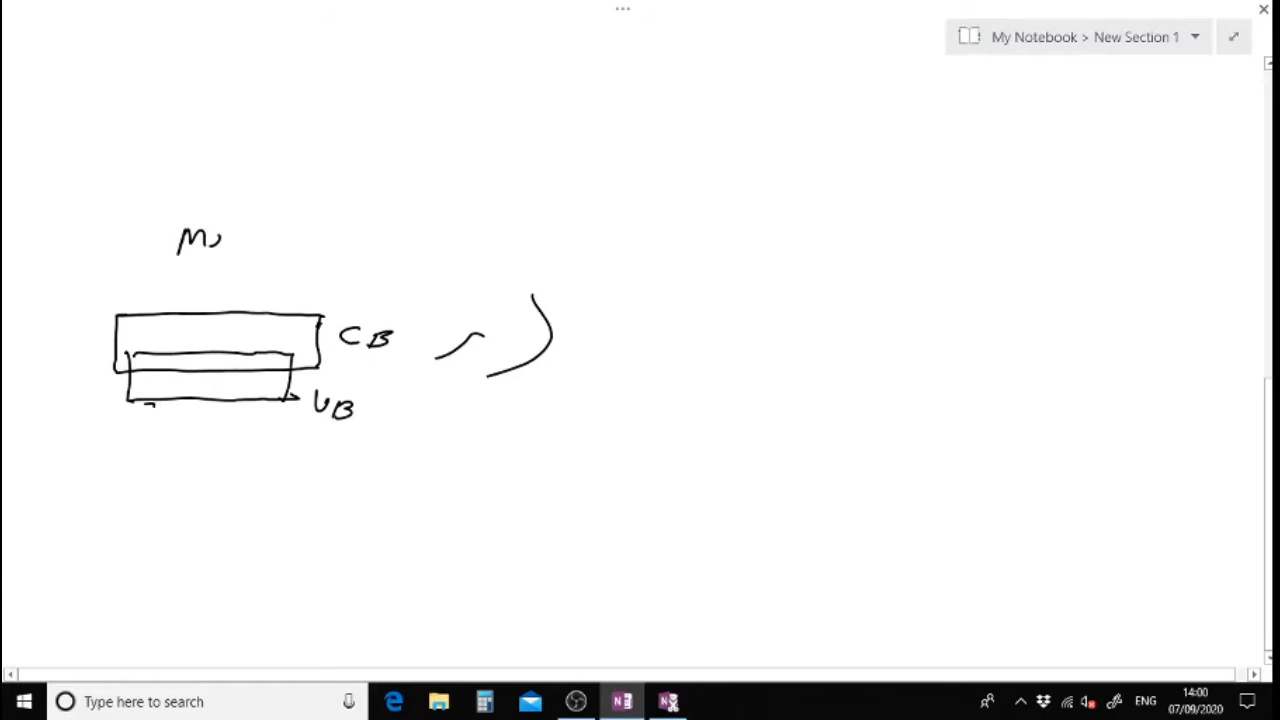 My Notebook > New Section 1
CB
VB
Type here to search
ENG
14:00
07/09/2020